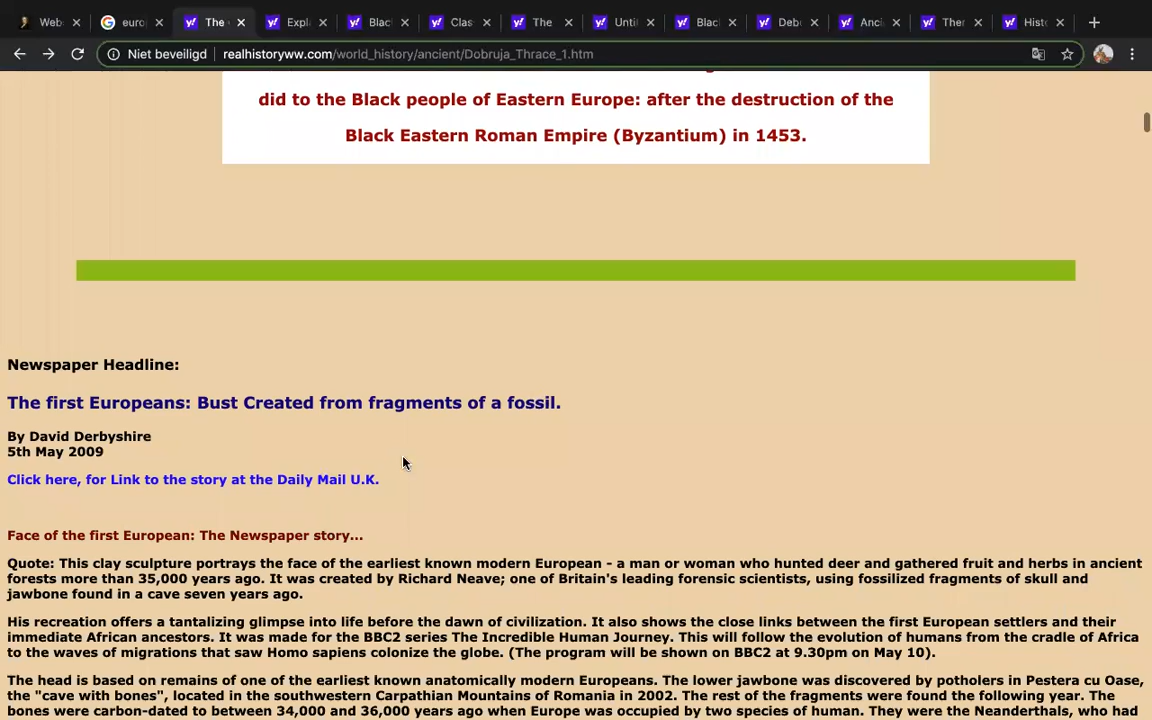 Web
euro
The
Expla
Black
Clas
The
Until
Black
Deb
Anci
Ther
Histo
Niet beveiligd
realhistoryww.com/world_history/ancient/Dobruja_Thrace_1.htm
did to the Black people of Eastern Europe: after the destruction of the
Black Eastern Roman Empire (Byzantium) in 1453.
Newspaper Headline:
The first Europeans: Bust Created from fragments of a fossil.
By David Derbyshire
5th May 2009
Click here, for Link to the story at the Daily Mail U.K.
Face of the first European: The Newspaper story...
Quote: This clay sculpture portrays the face of the earliest known modern European - a man or woman who hunted deer and gathered fruit and herbs in ancient
forests more than 35,000 years ago. It was created by Richard Neave; one of Britain's leading forensic scientists, using fossilized fragments of skull and
jawbone found in a cave seven years ago.
His recreation offers a tantalizing glimpse into life before the dawn of civilization. It also shows the close links between the first European settlers and their
immediate African ancestors. It was made for the BBC2 series The Incredible Human Journey. This will follow the evolution of humans from the cradle of Africa
to the waves of migrations that saw Homo sapiens colonize the globe. (The program will be shown on BBC2 at 9.30pm on May 10).
The head is based on remains of one of the earliest known anatomically modern Europeans. The lower jawbone was discovered by potholers in Pestera cu Oase,
the "cave with bones", located in the southwestern Carpathian Mountains of Romania in 2002. The rest of the fragments were found the following year. The
bones were carbon-dated to between 34,000 and 36,000 years ago when Europe was occupied by two species of human. They were the Neanderthals, who had